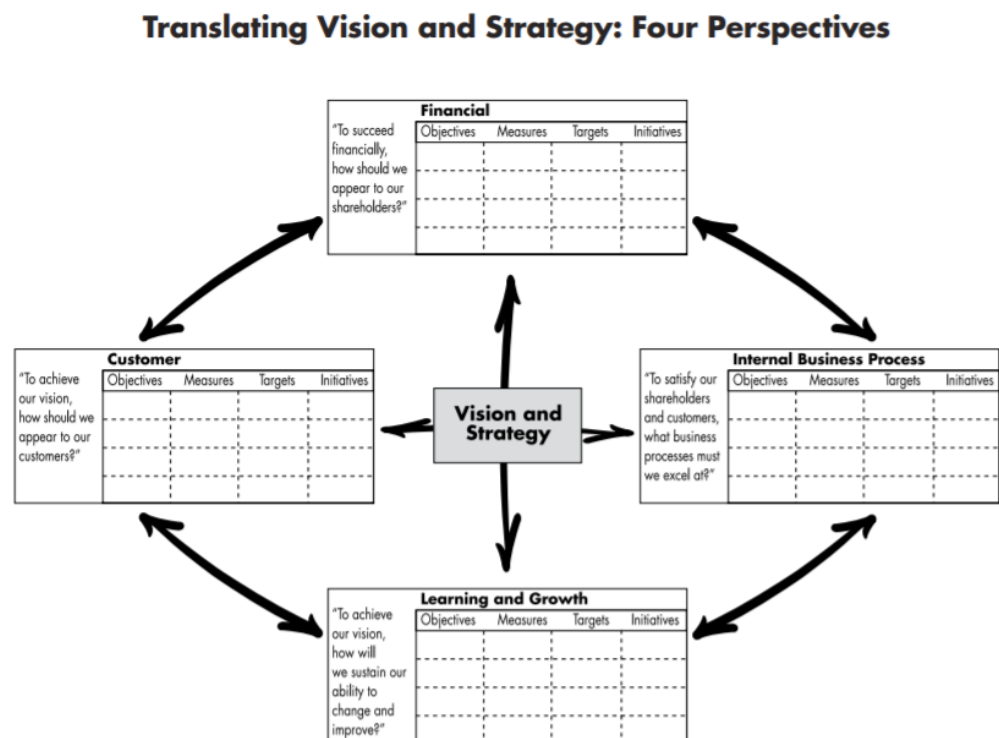 Translating Vision and Strategy: Four Perspectives
Financial
"To succeed
financially,
how should we
appear to our
shareholders?"
Objectives Measures Targets Initiatives
Customer
"To achieve
our vision,
how should we
appear to our
customers?"
Objectives Measures Targets Initiatives
Vision and
Strategy
Internal Business Process
"To satisfy our
shareholders
and customers,
what business
processes must
we excel at?"
Objectives Measures Targets Initiatives
Learning and Growth
"To achieve
our vision,
how will
we sustain our
ability to
change and
improve?"
Objectives Measures Targets Initiatives